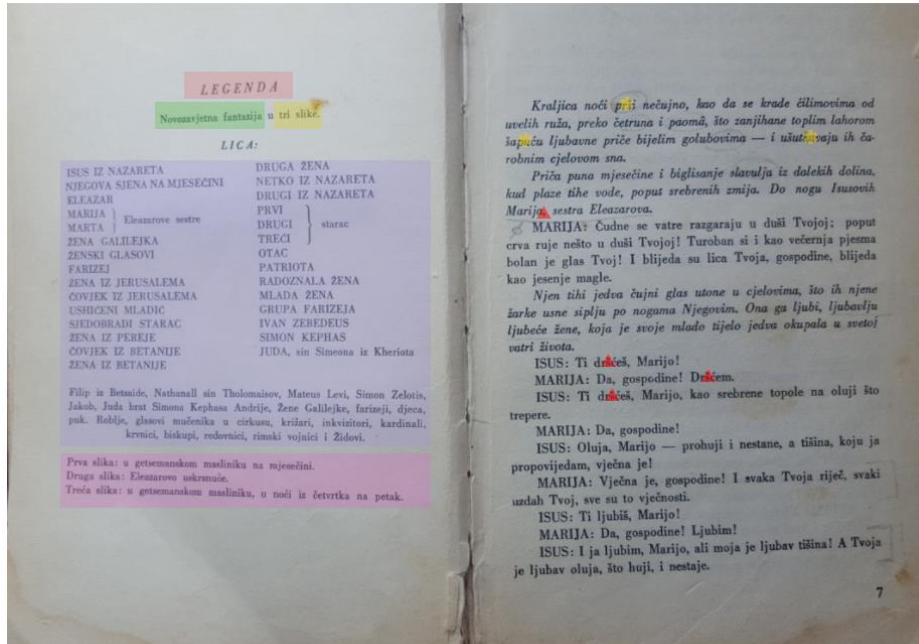 LEGENDA
Novozavjetna fantazija u tri slike.
LICA:
ISUS IZ NAZARETA
NJEGOVA SJENA NA MJESEČINI
ELEAZAR
MARIJA
MARTA
Eleazarove sestre
ŽENA GALILEJKA
ŽENSKI GLASOVI
FARIZEJ
ŽENA IZ JERUSALEMA
ČOVJEK IZ JERUSALEMA
USHIĆENI MLADIĆ
SJEDOBRADI STARAC
ŽENA IZ PEREJE
ČOVJEK IZ BETANIJE
ŽENA IZ BETANIJE
DRUGA ŽENA
NETKO IZ NAZARETA
DRUGI IZ NAZARETA
PRVI
DRUGI
TREĆI
starac
OTAC
PATRIOTA
RADOZNALA ŽENA
MLADA ŽENA
GRUPA FARIZEJA
IVAN ZEBEDEUS
SIMON KEPHAS
JUDA, sin Simeona iz Kheriota
Filip iz Betsaide, Nathanail sin Tholomaisov, Mateus Levi, Simon Zelotis,
Jakob, Juda brat Simona Kephasa Andrije, Žene Galilejke, farizeji, djeca,
puk. Roblje, glasovi mučenika u cirkusu, križari, inkvizitori, kardinali,
krvnici, biskupi, redovnici, rimski vojnici i Židovi.
Prva slika: u getsemanskom masliniku na mjesečini.
Druga slika: Eleazarovo uskrsnuće.
Treća slika: u getsemanskom masliniku, u noći iz četvrtka na petak.
Kraljica noći prši nečujno, kao da se krade ćilimovima od
uvelih ruža, preko četruna i paomâ, što zanjihane toplim lahorom
šapuću ljubavne priče bijelim golubovima — i ušutkavaju ih ča-
robnim cjelovom sna.
Priča puna mjesečine i biglisanje slavulja iz dalekih dolina,
kud plaze tihe vode, poput srebrenih zmija. Do nogu Isusovih
Marija, sestra Eleazarova.
MARIJA: Čudne se vatre razgaraju u duši Tvojoj; poput
crva ruje nešto u duši Tvojoj! Turoban si i kao večernja pjesma
bolan je glas Tvoj! I blijeda su lica Tvoja, gospodine, blijeda
kao jesenje magle.
Njen tihi jedva čujni glas utone u cjelovima, što ih njene
žarke usne siplju po nogama Njegovim. Ona ga ljubi, ljubavlju
ljubeće žene, koja je svoje mlado tijelo jedva okupala u svetoj
vatri života.
ISUS: Ti dršćeš, Marijo!
MARIJA: Da, gospodine! Dršćem.
ISUS: Ti dršćeš, Marijo, kao srebrene topole na oluji što
trepere.
MARIJA: Da, gospodine!
ISUS: Oluja, Marijo — prohuji i nestane, a tišina, koju ja
propovijedam, vječna je!
MARIJA: Vječna je, gospodine! I svaka Tvoja riječ, svaki
uzdah Tvoj, sve su to vječnosti.
ISUS: Ti ljubiš, Marijo!
MARIJA: Da, gospodine! Ljubim!
ISUS: I ja ljubim, Marijo, ali moja je ljubav tišina! A Tvoja
je ljubav oluja, što huji, i nestaje.
7